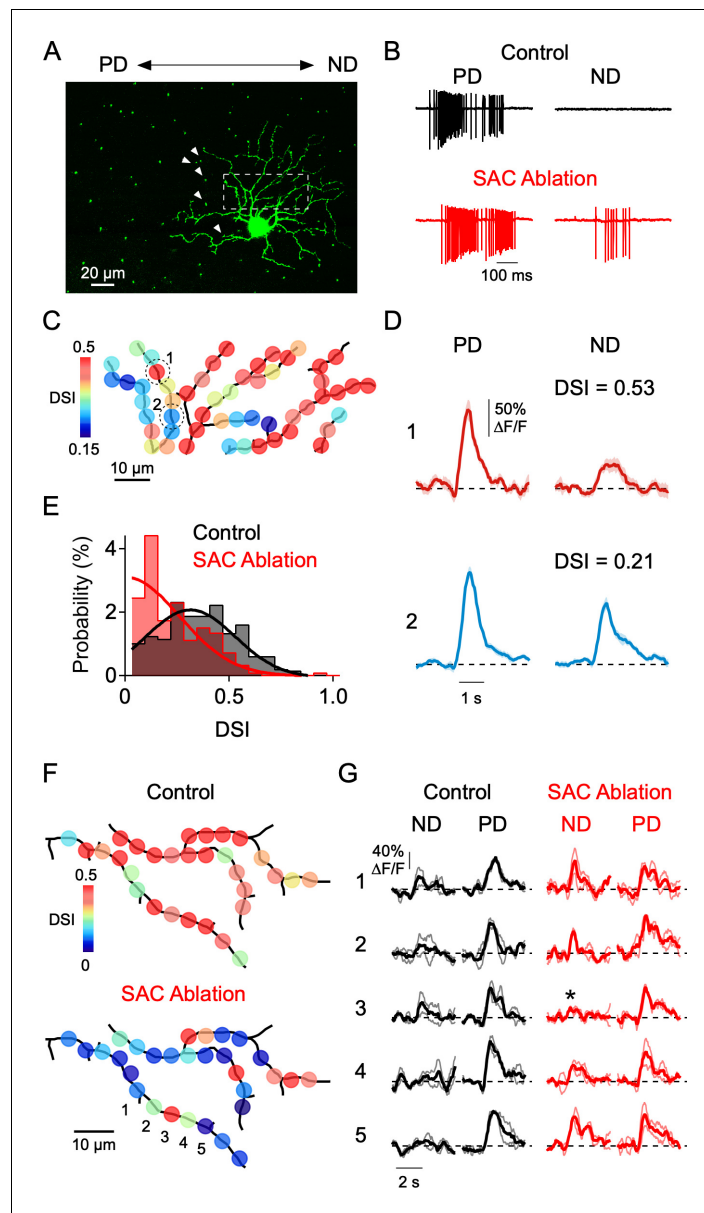 A
PD
ND
20 µm
B
Control
PD
ND
SAC Ablation
100 ms
C
0.5
DSI
0.15
1
2
10 µm
D
PD
ND
DSI = 0.53
50%
ΔF/F
1
DSI = 0.21
2
1 s
E
Control
SAC Ablation
Probability (%)
4
2
0
0.0
0.5
1.0
DSI
F
Control
0.5
DSI
0
SAC Ablation
1
2
3
4
5
10 µm
G
Control
SAC Ablation
ND
PD
ND
PD
40%
ΔF/F
1
2
3
*
4
5
2 s